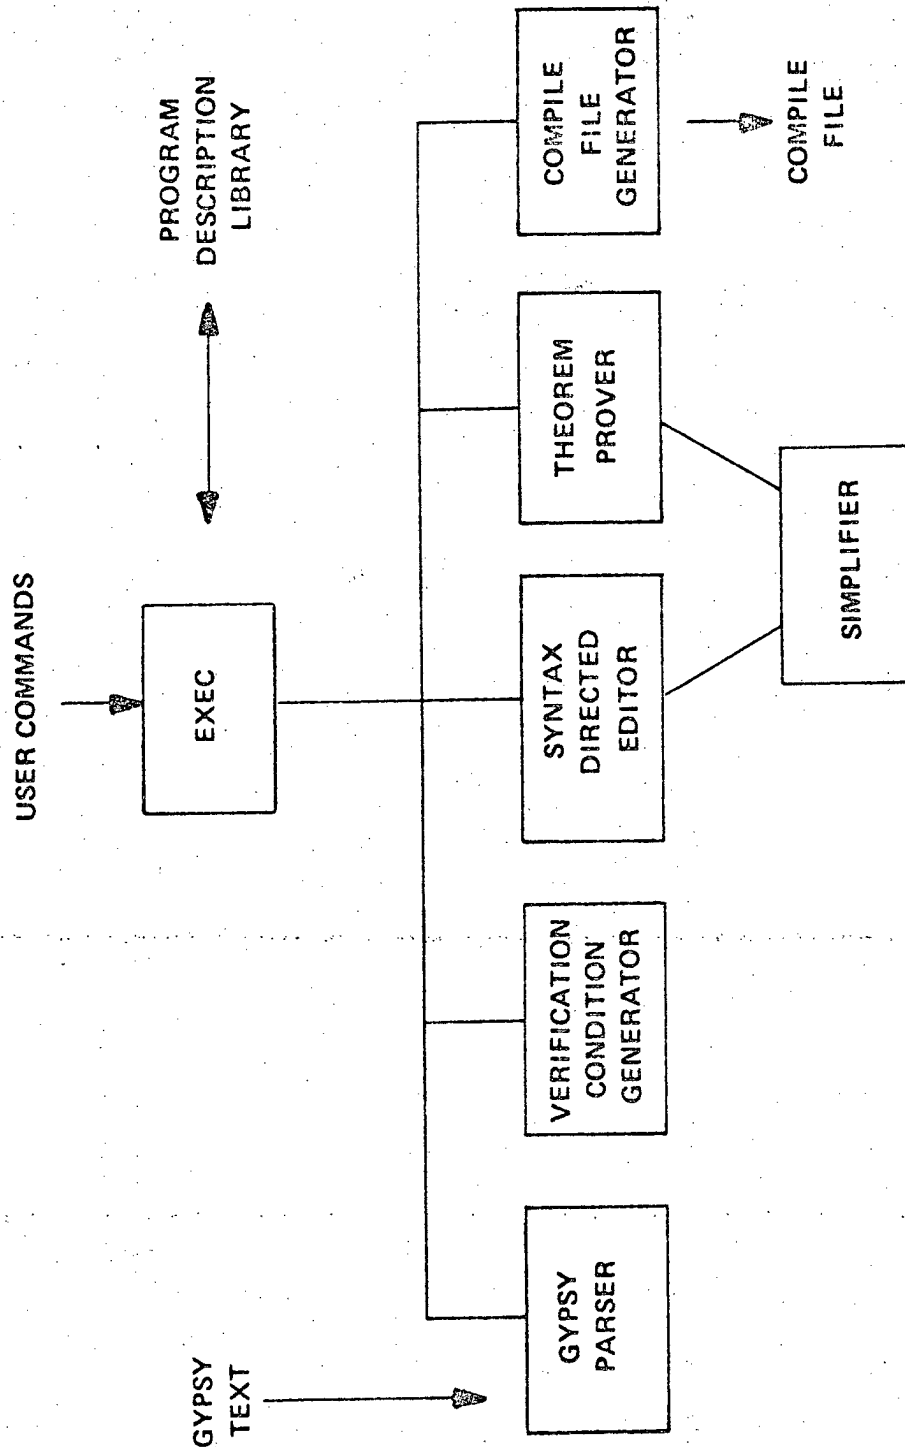 USER COMMANDS
PROGRAM
DESCRIPTION
LIBRARY
EXEC
GYPSY
TEXT
GYPSY
PARSER
VERIFICATION
CONDITION
GENERATOR
SYNTAX
DIRECTED
EDITOR
THEOREM
PROVER
COMPILE
FILE
GENERATOR
SIMPLIFIER
COMPILE
FILE